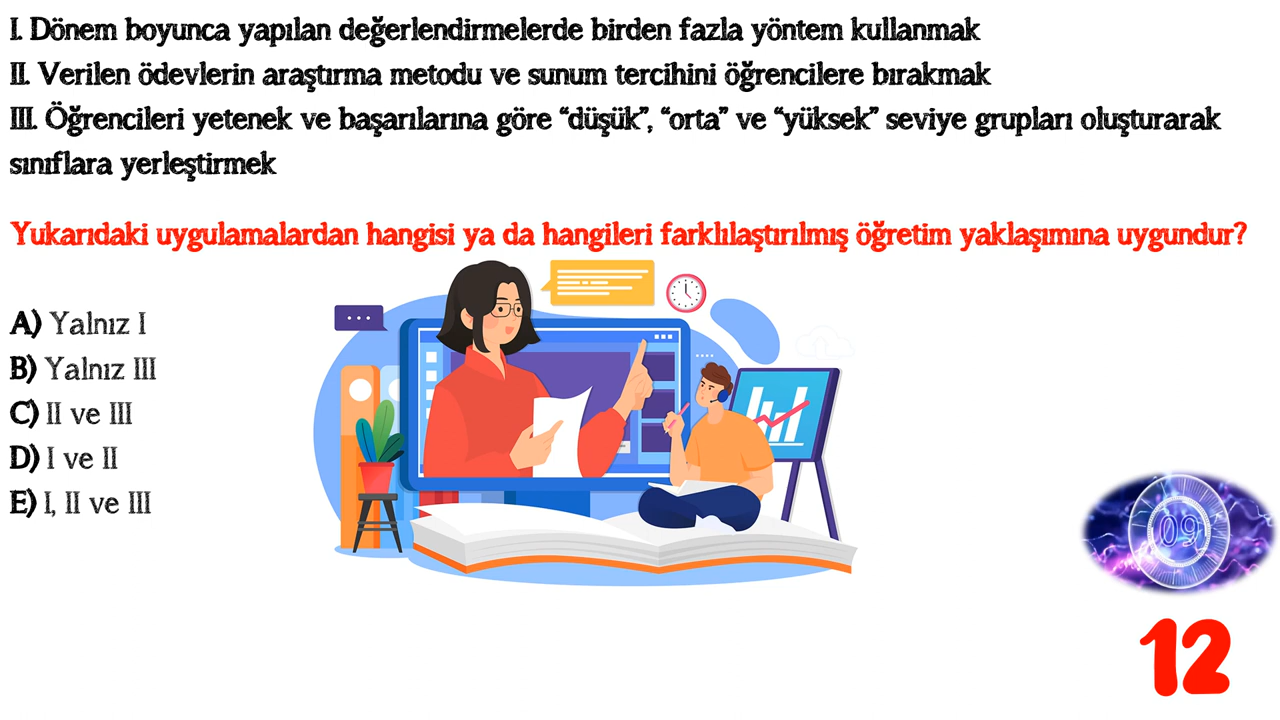 I. Dönem boyunca yapılan değerlendirmelerde birden fazla yöntem kullanmak
II. Verilen ödevlerin araştırma metodu ve sunum tercihini öğrencilere bırakmak
III. Öğrencileri yetenek ve başarılarına göre “düşük”, “orta” ve “yüksek” seviye grupları oluşturarak
sınıflara yerleştirmek
Yukarıdaki uygulamalardan hangisi ya da hangileri farklılaştırılmış öğretim yaklaşımına uygundur?
A) Yalnız I
B) Yalnız III
C) II ve III
D) I ve II
E) I, II ve III
09
12